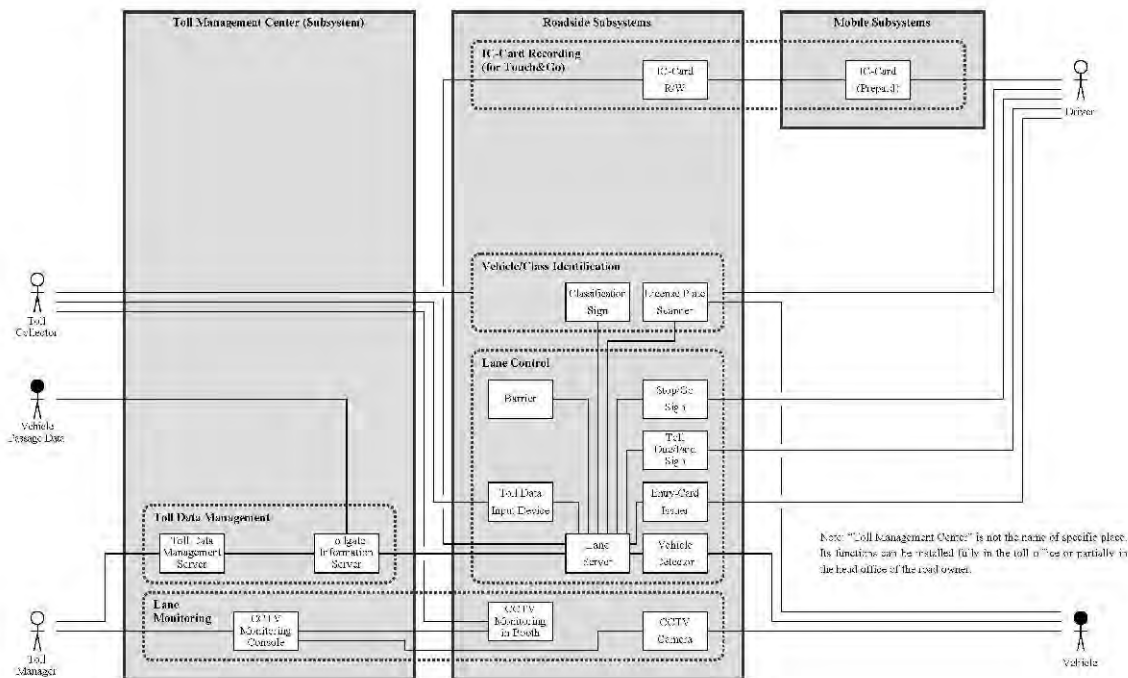 Toll Management Center (Subsystem)
Roadside Subsystems
Mobile Subsystems
IC-Card Recording
(for Touch&Go)
IC-Card
R/W
IC-Card
(Prepaid)
Driver
Vehicle/Class Identification
Classification
Sign
License Plate
Scanner
Toll
Collector
Lane Control
Barrier
Stop/Go
Sign
Vehicle
Passage Data
Toll
Due/Paid
Sign
Toll Data
Input Device
Entry-Card
Issuer
Toll Data Management
Toll Data
Management
Server
Tollgate
Information
Server
Lane
Server
Vehicle
Detector
Note: "Toll Management Center" is not the name of specific place.
Its functions can be installed fully in the toll office or partially in
the head office of the road owner.
Lane
Monitoring
CCTV
Monitoring
Console
CCTV
Monitoring
in Booth
CCTV
Camera
Toll
Manager
Vehicle